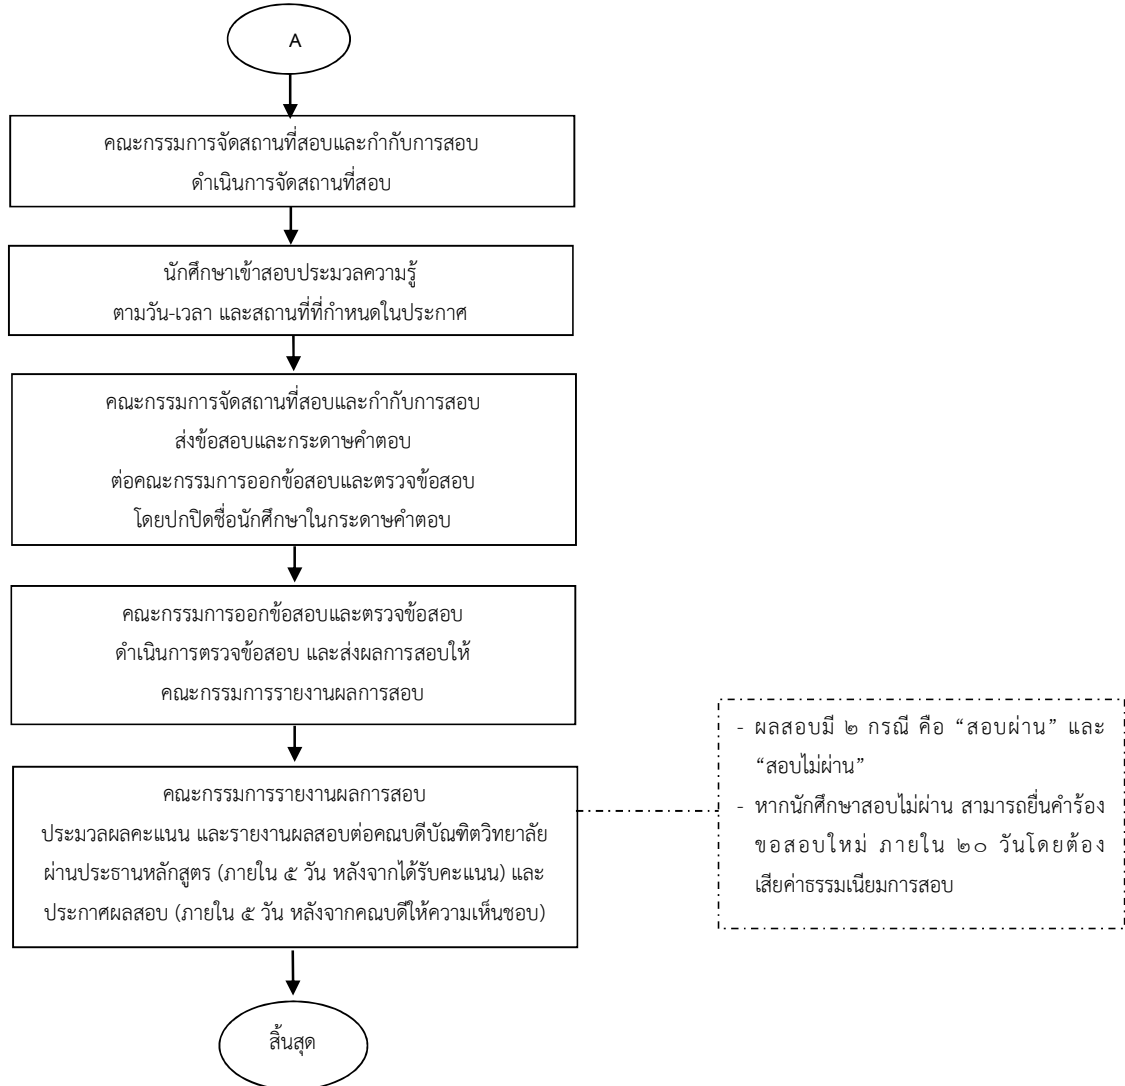 A
คณะกรรมการจัดสถานที่สอบและกำกับการสอบ
ดำเนินการจัดสถานที่สอบ
นักศึกษาเข้าสอบประมวลความรู้
ตามวัน-เวลา และสถานที่ที่กำหนดในประกาศ
คณะกรรมการจัดสถานที่สอบและกำกับการสอบ
ส่งข้อสอบและกระดาษคำตอบ
ต่อคณะกรรมการออกข้อสอบและตรวจข้อสอบ
โดยปกปิดชื่อนักศึกษาในกระดาษคำตอบ
คณะกรรมการออกข้อสอบและตรวจข้อสอบ
ดำเนินการตรวจข้อสอบ และส่งผลการสอบให้
คณะกรรมการรายงานผลการสอบ
คณะกรรมการรายงานผลการสอบ
ประมวลผลคะแนน และรายงานผลสอบต่อคณบดีบัณฑิตวิทยาลัย
ผ่านประธานหลักสูตร (ภายใน ๕ วัน หลังจากได้รับคะแนน) และ
ประกาศผลสอบ (ภายใน ๕ วัน หลังจากคณบดีให้ความเห็นชอบ)
- ผลสอบมี ๒ กรณี คือ “สอบผ่าน” และ
“สอบไม่ผ่าน”
- หากนักศึกษาสอบไม่ผ่าน สามารถยื่นคำร้อง
ขอสอบใหม่ ภายใน ๒๐ วันโดยต้อง
เสียค่าธรรมเนียมการสอบ
สิ้นสุด